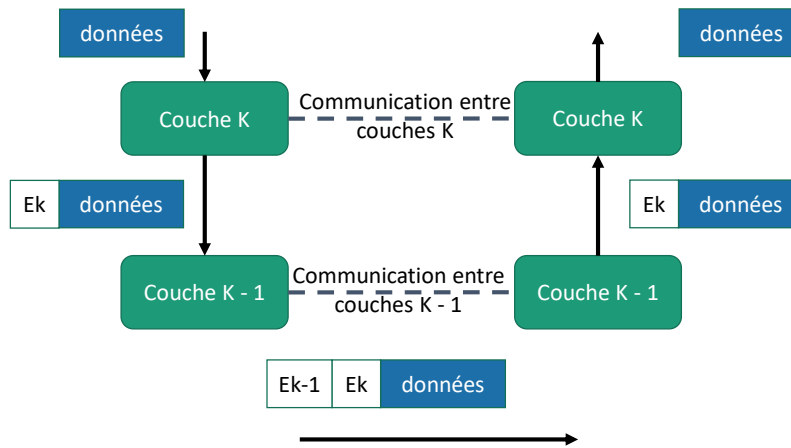 données
données
Couche K
Communication entre
couches K
Couche K
Ek
données
Ek
données
Couche K - 1
Communication entre
couches K - 1
Couche K - 1
Ek-1
Ek
données